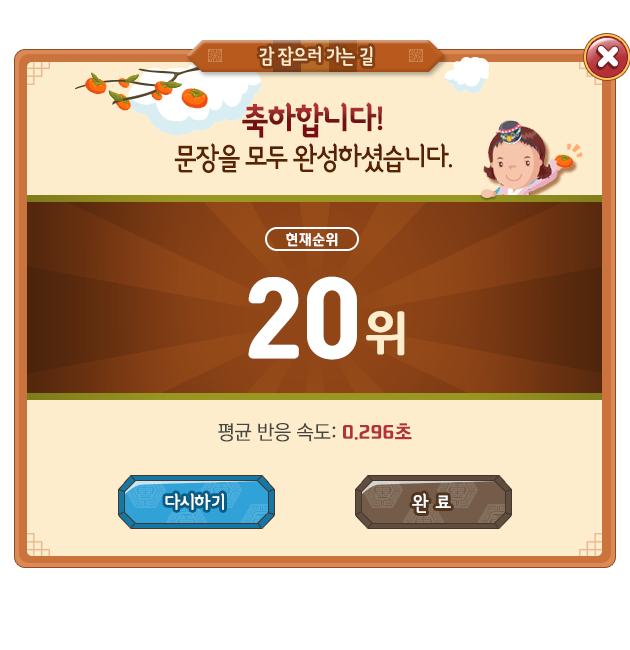 감 잡으러 가는 길
축하합니다!
문장을 모두 완성하셨습니다.
현재순위
20위
평균 반응 속도: 0.296초
다시하기
완 료